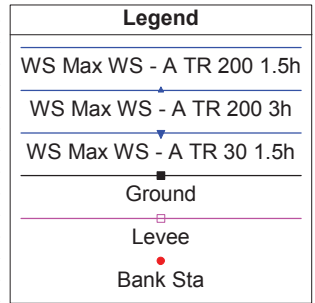 Legend
WS Max WS - A TR 200 1.5h
WS Max WS - A TR 200 3h
WS Max WS - A TR 30 1.5h
Ground
Levee
Bank Sta